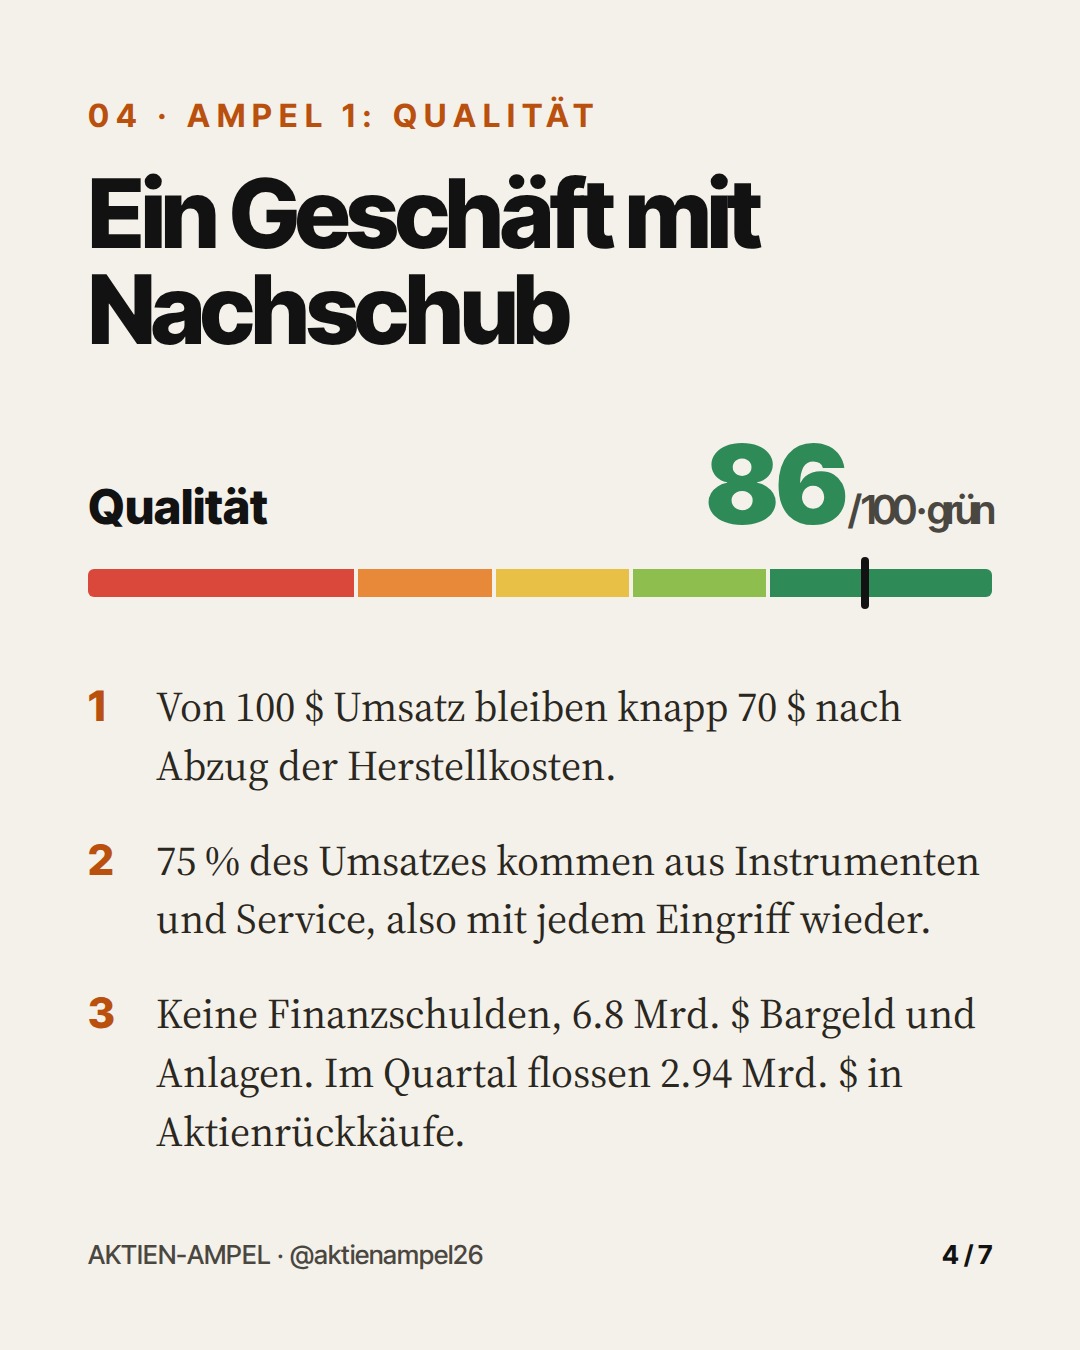 04 · AMPEL 1: QUALITÄT
Ein Geschäft mit
Nachschub
Qualität
86/100·grün
1 Von 100 $ Umsatz bleiben knapp 70 $ nach
Abzug der Herstellkosten.
2 75 % des Umsatzes kommen aus Instrumenten
und Service, also mit jedem Eingriff wieder.
3 Keine Finanzschulden, 6.8 Mrd. $ Bargeld und
Anlagen. Im Quartal flossen 2.94 Mrd. $ in
Aktienrückkäufe.
AKTIEN-AMPEL · @aktienampel26
4/7